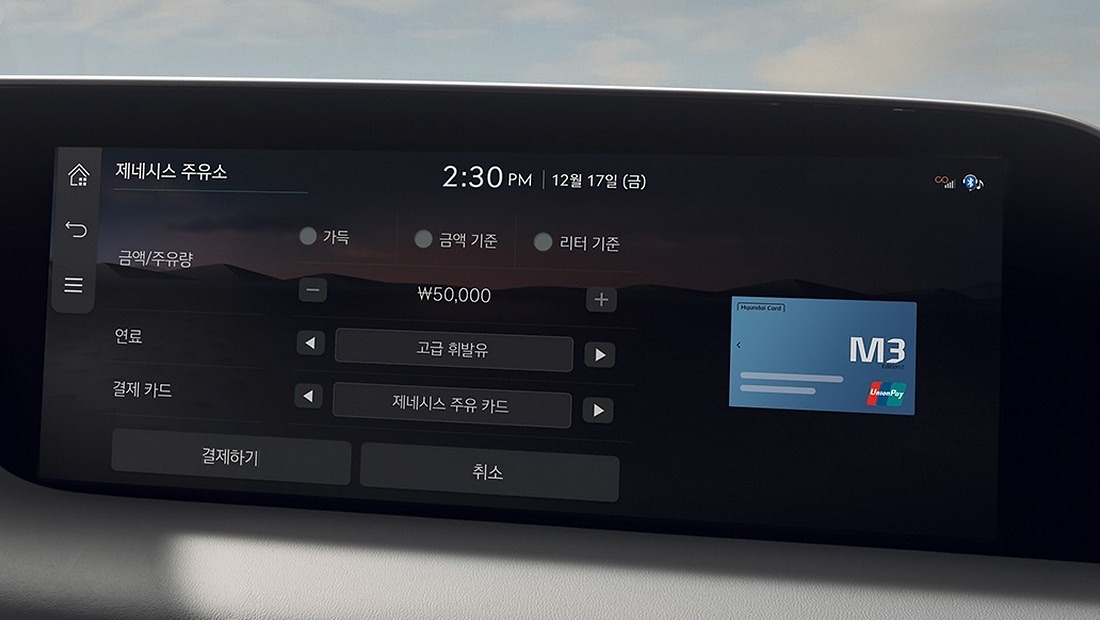 제네시스 주유소
2:30 PM 12월 17일 (금)
금액/주유량
가득
금액 기준
리터 기준
₩50,000
연료
고급 휘발유
결제 카드
제네시스 주유 카드
결제하기
취소
Hyundai Card
M3
Edition2
UnionPay